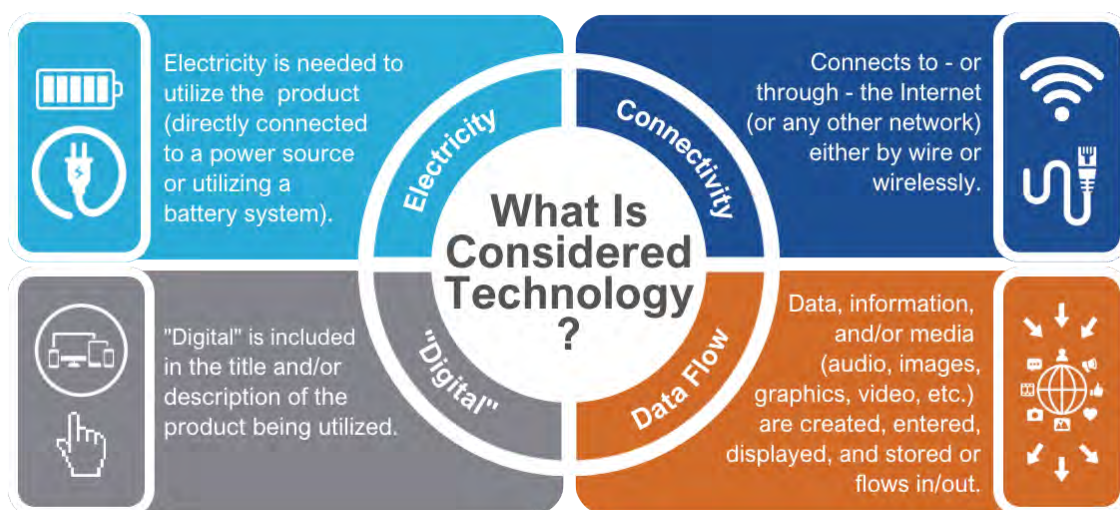 Electricity is needed to
utilize the product
(directly connected
to a power source
or utilizing a
battery system).
Electricity
Connects to - or
through - the Internet
(or any other network)
either by wire or
wirelessly.
Connectivity
What Is
Considered
Technology
?
"Digital" is included
in the title and/or
description of the
product being utilized.
"Digital"
Data, information,
and/or media
(audio, images,
graphics, video, etc.)
are created, entered,
displayed, and stored or
flows in/out.
Data Flow